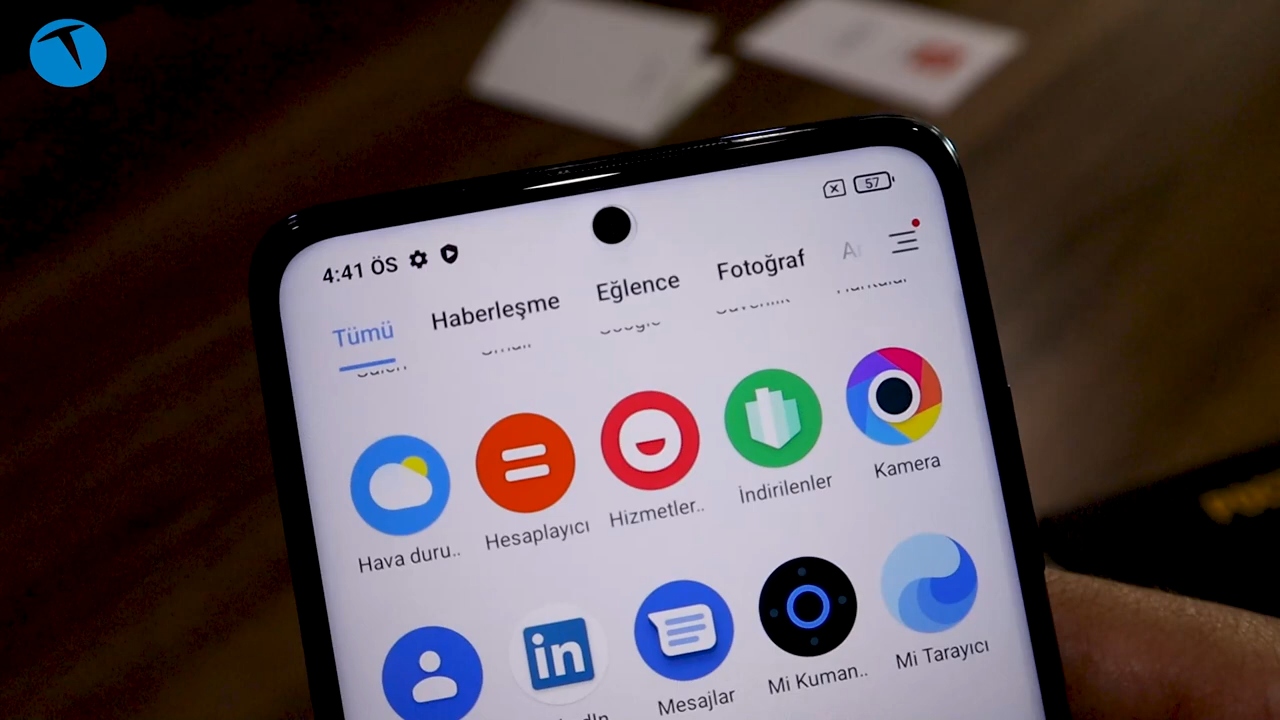 57
4:41 ÖS
Tümü
Haberleşme
Eğlence
Fotoğraf
Hava duru..
Hesaplayıcı
Hizmetler..
İndirilenler
Kamera
in
Mesajlar
Mi Kuman..
Mi Tarayıcı